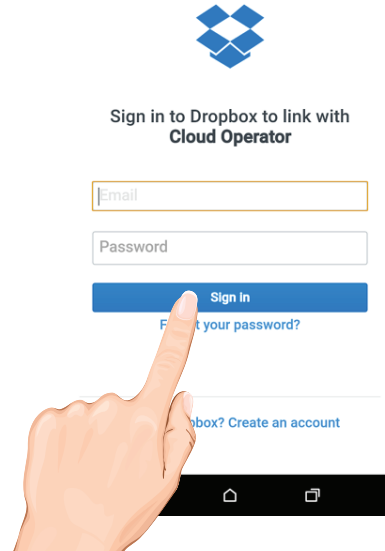 Sign in to Dropbox to link with
Cloud Operator
Email
Password
Sign in
your password?
Create an account